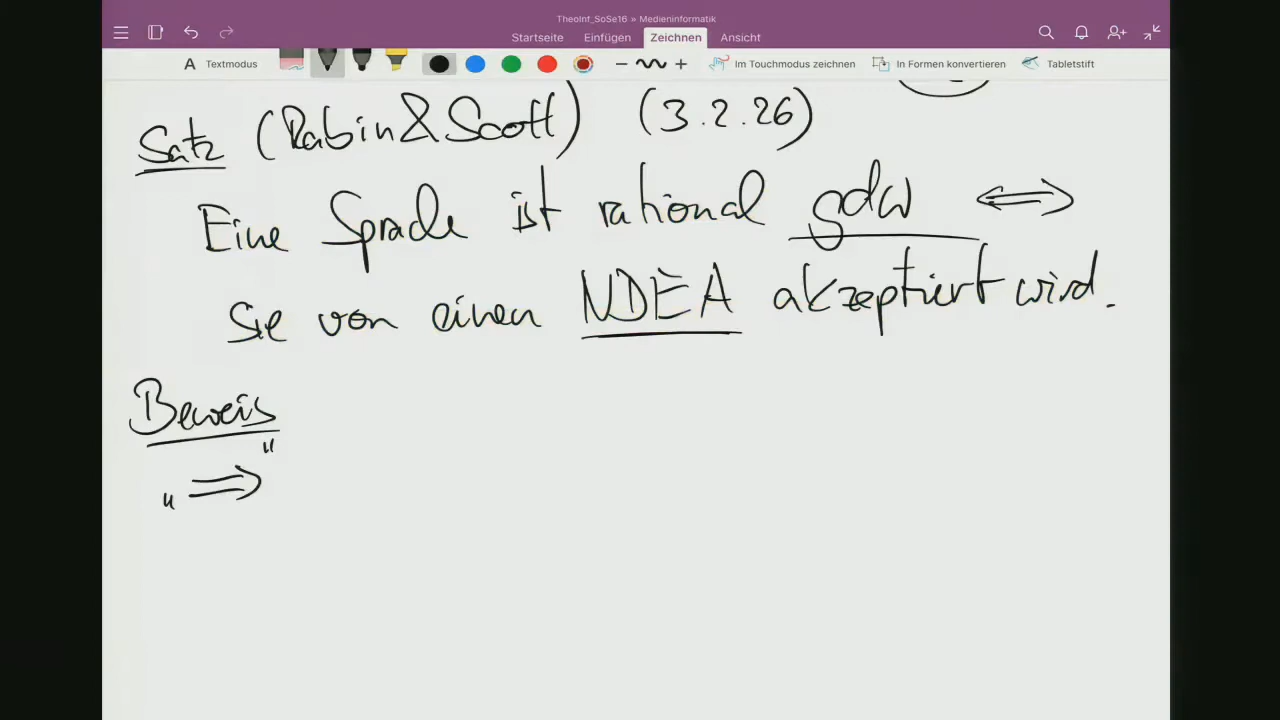 TheoInf_SoSe16 » Medieninformatik
Startseite Einfügen Zeichnen Ansicht
A Textmodus Im Touchmodus zeichnen In Formen konvertieren Tabletstift
Satz (Rabin & Scott) (3.2.26)
Eine Sprache ist rational gdw ⟺
sie von einen NDEA akzeptiert wird.
Beweis
„⟹“